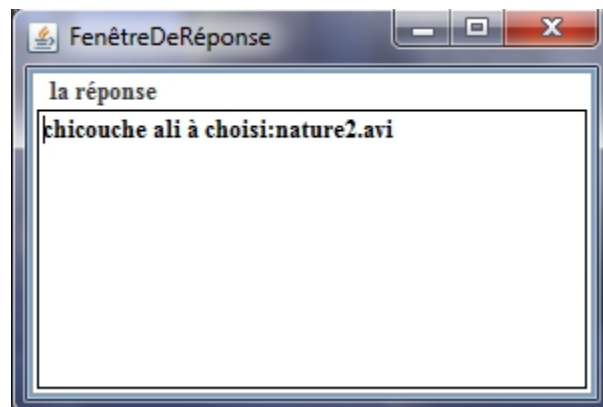 FenêtreDeRéponse
la réponse
chicouche ali à choisi:nature2.avi